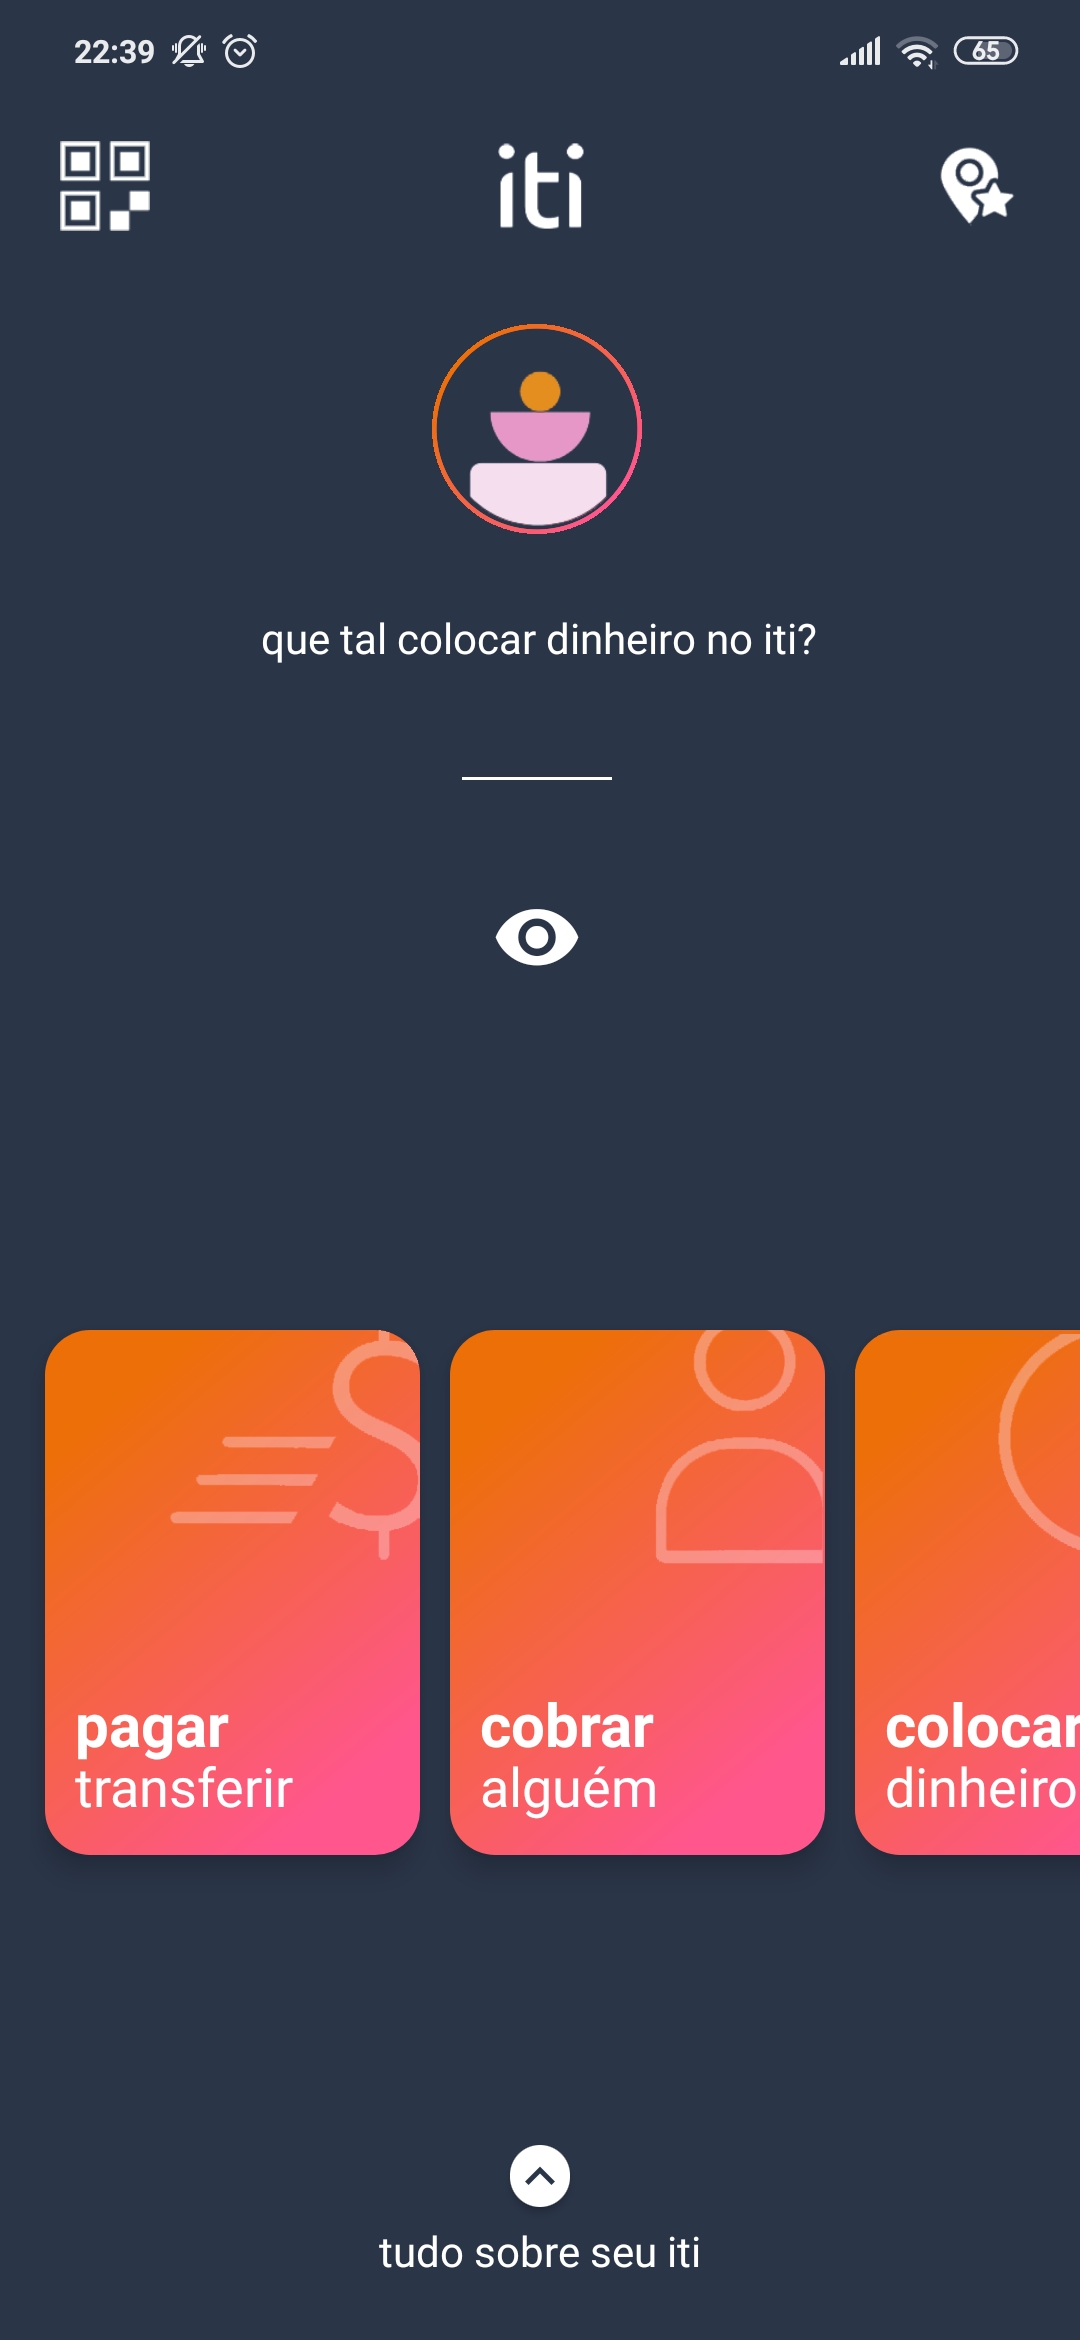 22:39
65
iti
que tal colocar dinheiro no iti?
pagar
transferir
cobrar
alguém
colocar
dinheiro
tudo sobre seu iti